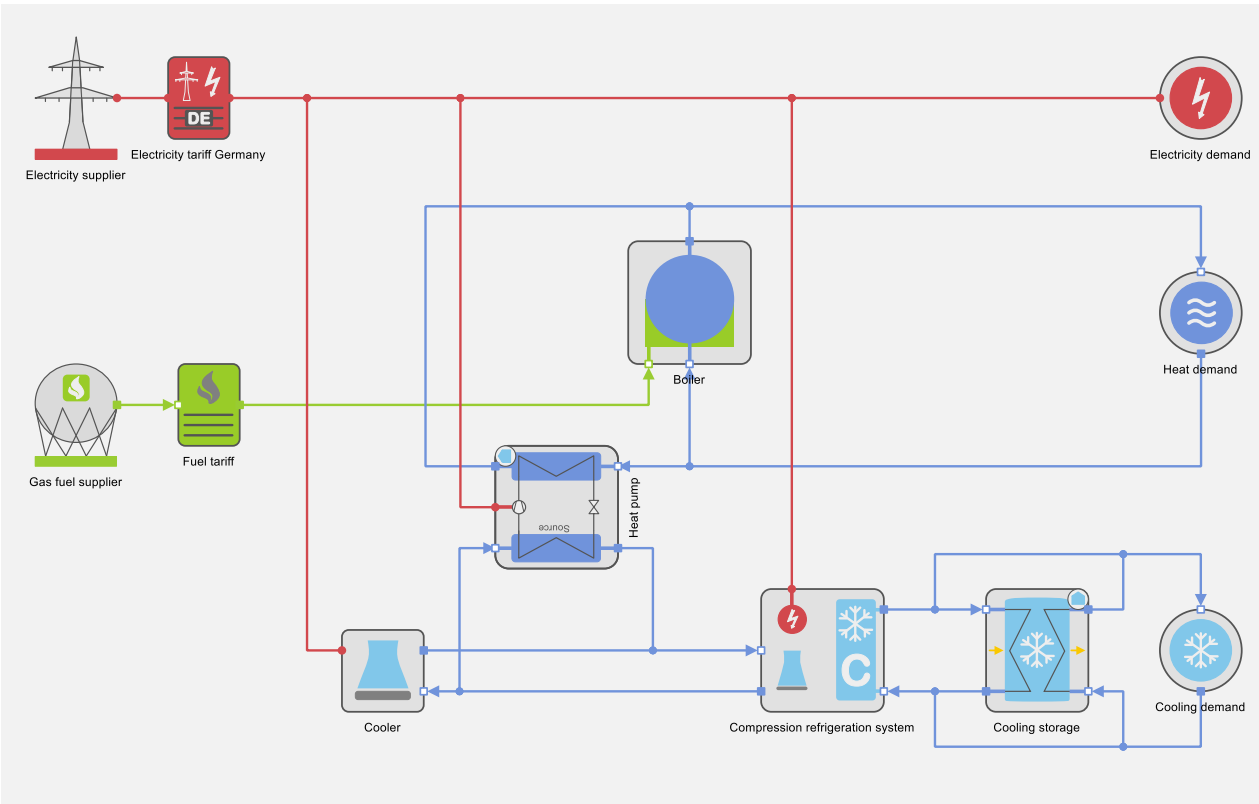 DE
Electricity tariff Germany
Electricity demand
Electricity supplier
Heat demand
Boiler
Fuel tariff
Gas fuel supplier
Heat pump
Source
C
Cooling demand
Cooler
Compression refrigeration system
Cooling storage